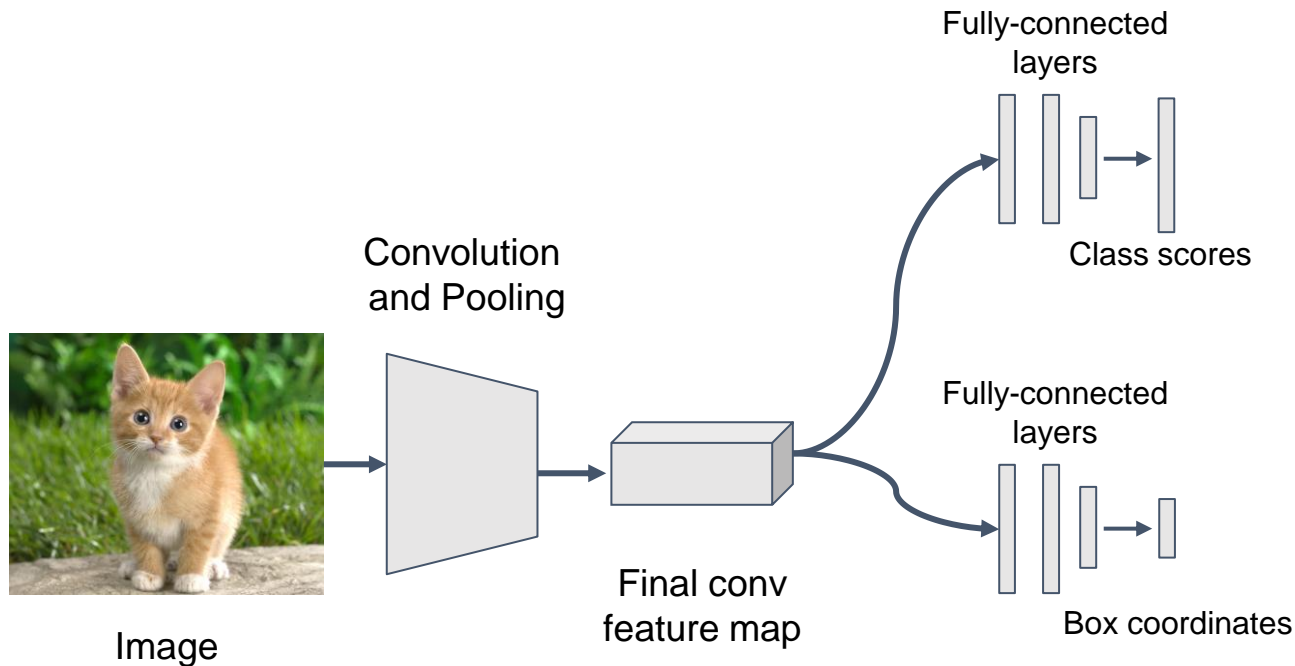 Fully-connected
layers
Class scores
Convolution
and Pooling
Fully-connected
layers
Final conv
feature map
Box coordinates
Image